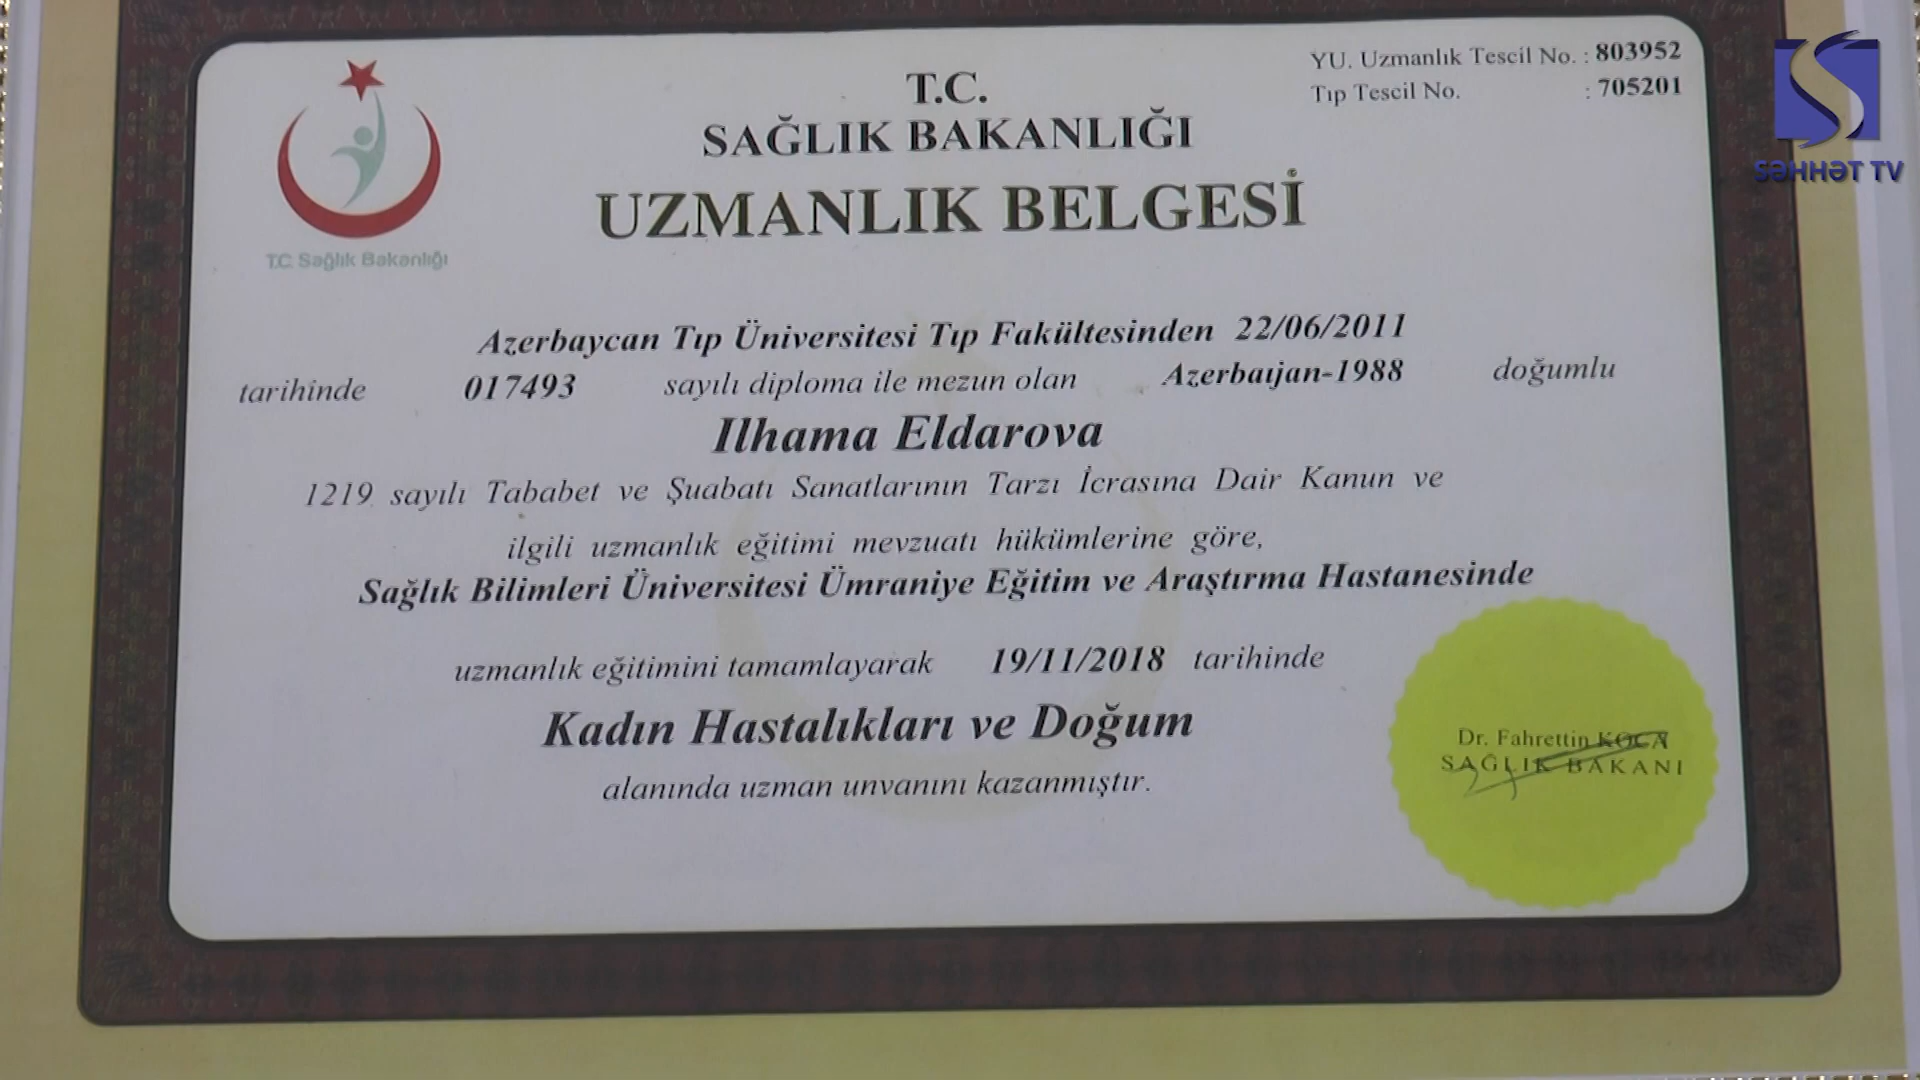 YU. Uzmanlık Tescil No. : 803952
Tıp Tescil No. : 705201
T.C.
SAĞLIK BAKANLIĞI
UZMANLIK BELGESİ
T.C. Sağlık Bakanlığı
SƏHHƏT TV
Azerbaycan Tıp Üniversitesi Tıp Fakültesinden 22/06/2011
tarihinde 017493 sayılı diploma ile mezun olan Azerbaıjan-1988 doğumlu
Ilhama Eldarova
1219 sayılı Tababet ve Şuabatı Sanatlarının Tarzı İcrasına Dair Kanun ve
ilgili uzmanlık eğitimi mevzuatı hükümlerine göre,
Sağlık Bilimleri Üniversitesi Ümraniye Eğitim ve Araştırma Hastanesinde
uzmanlık eğitimini tamamlayarak 19/11/2018 tarihinde
Kadın Hastalıkları ve Doğum
alanında uzman unvanını kazanmıştır.
Dr. Fahrettin KOCA
SAĞLIK BAKANI